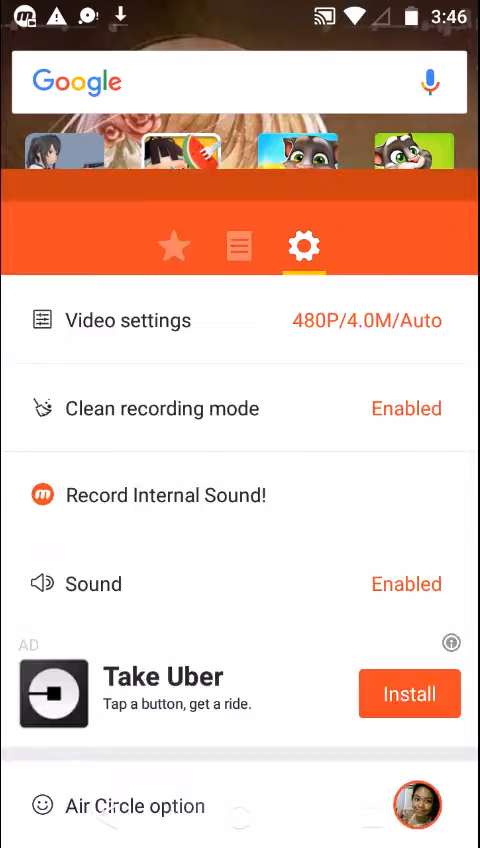 3:46
Google
Video settings 480P/4.0M/Auto
Clean recording mode Enabled
m Record Internal Sound!
Sound Enabled
AD
Take Uber
Tap a button, get a ride.
Install
Air Circle option